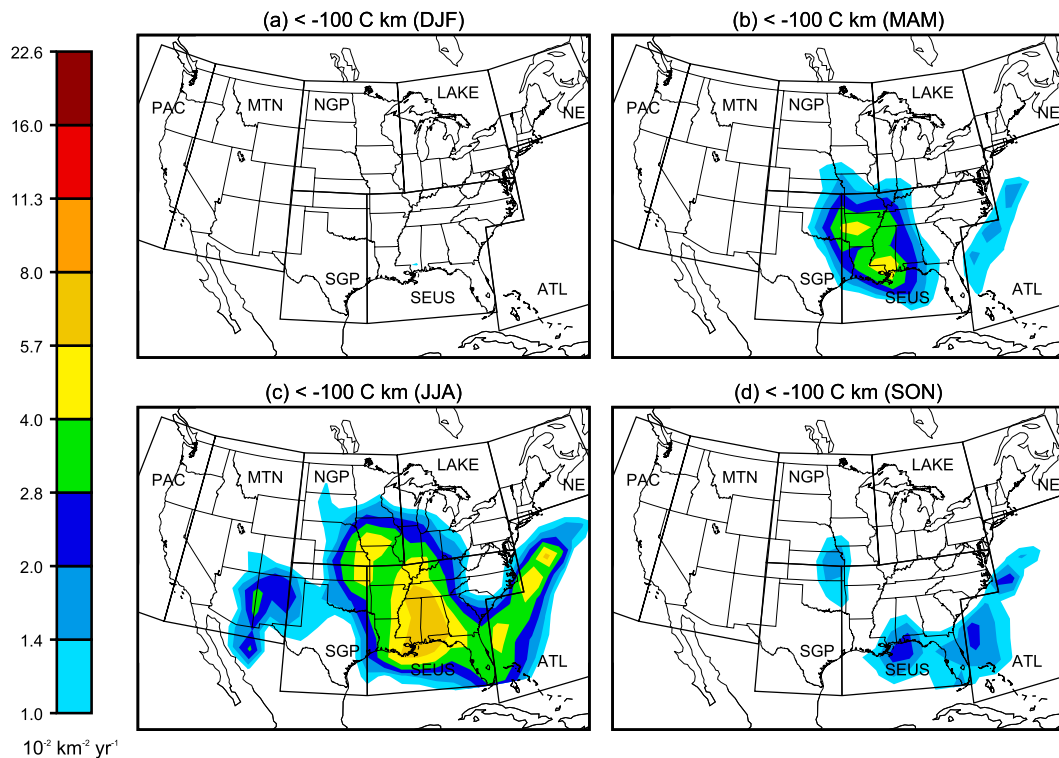 (a) < -100 C km (DJF)
(b) < -100 C km (MAM)
22.6
16.0
11.3
8.0
5.7
4.0
2.8
2.0
1.4
1.0
10⁻² km⁻² yr⁻¹
PAC
MTN
NGP
LAKE
NE
SGP
SEUS
ATL
PAC
MTN
NGP
LAKE
NE
SGP
SEUS
ATL
(c) < -100 C km (JJA)
(d) < -100 C km (SON)
PAC
MTN
NGP
LAKE
NE
SGP
SEUS
ATL
PAC
MTN
NGP
LAKE
NE
SGP
SEUS
ATL